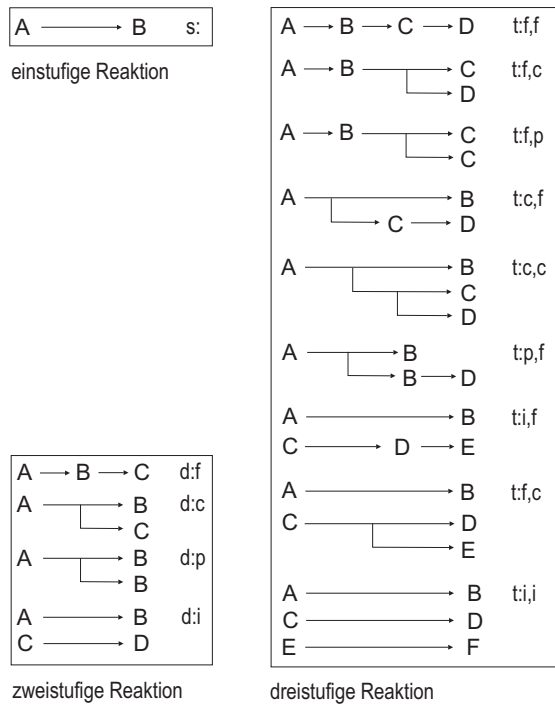 A B s:
einstufige Reaktion
A B C d:f
A B d:c
C
A B d:p
B
A B d:i
C D
zweistufige Reaktion
A B C D t:f,f
A B C t:f,c
D
A B C t:f,p
C
A B t:c,f
C D
A B t:c,c
C
D
A B t:p,f
B D
A B t:i,f
C D E
A B t:f,c
C D
E
A B t:i,i
C D
E F
dreistufige Reaktion